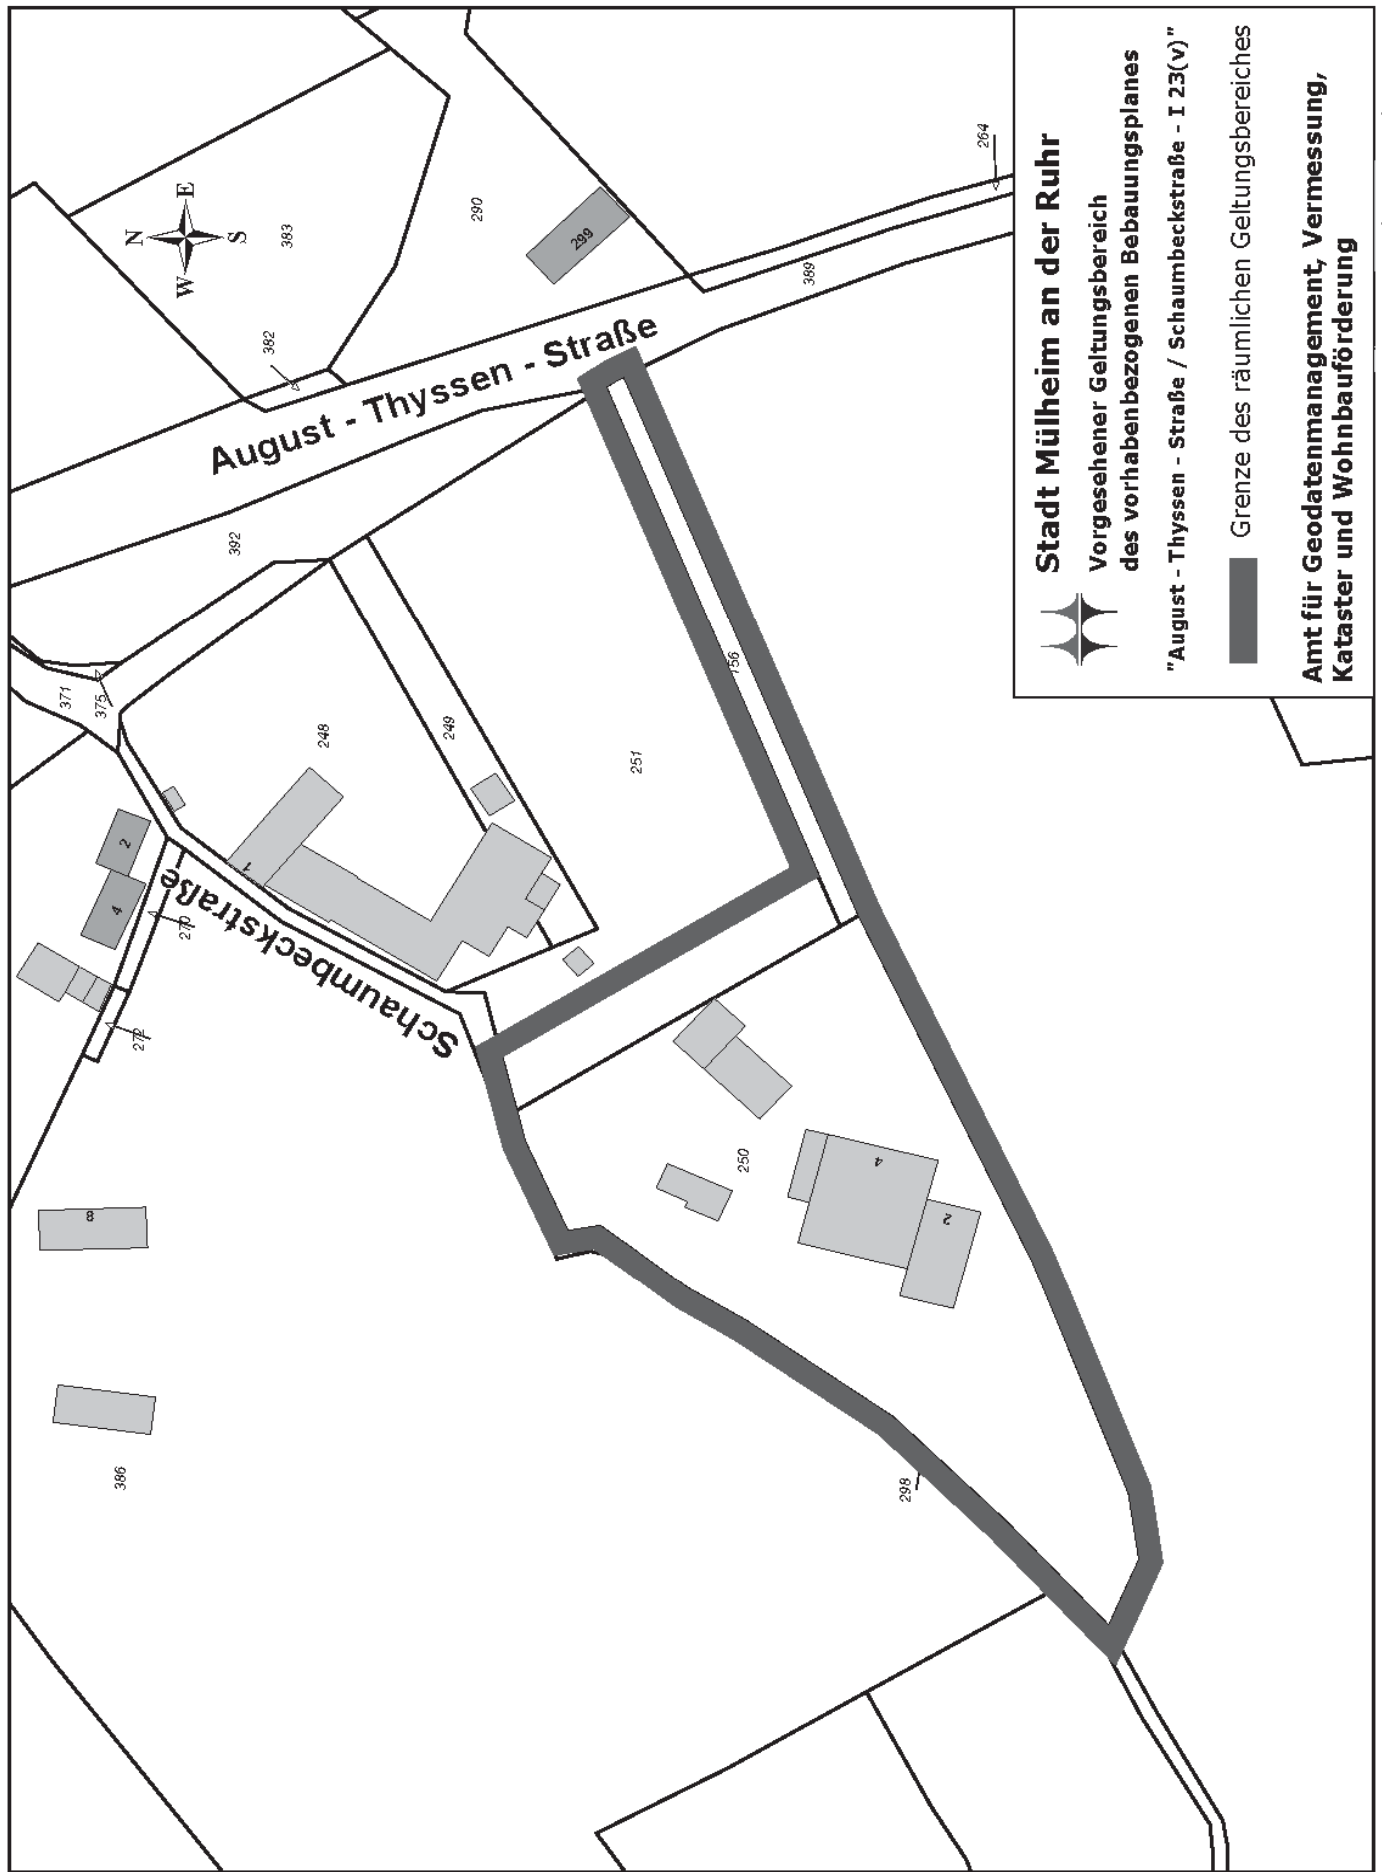 Stadt Mülheim an der Ruhr
Vorgesehener Geltungsbereich
des vorhabenbezogenen Bebauungsplanes
"August - Thyssen - Straße / Schaumbeckstraße - I 23(v)"
Grenze des räumlichen Geltungsbereiches
Amt für Geodatenmanagement, Vermessung,
Kataster und Wohnbauförderung
August - Thyssen - Straße
Schaumbeckstraße
N
E
S
W
383
382
290
299
264
389
392
371
375
248
249
251
156
1
2
4
270
272
8
386
250
4
2
298